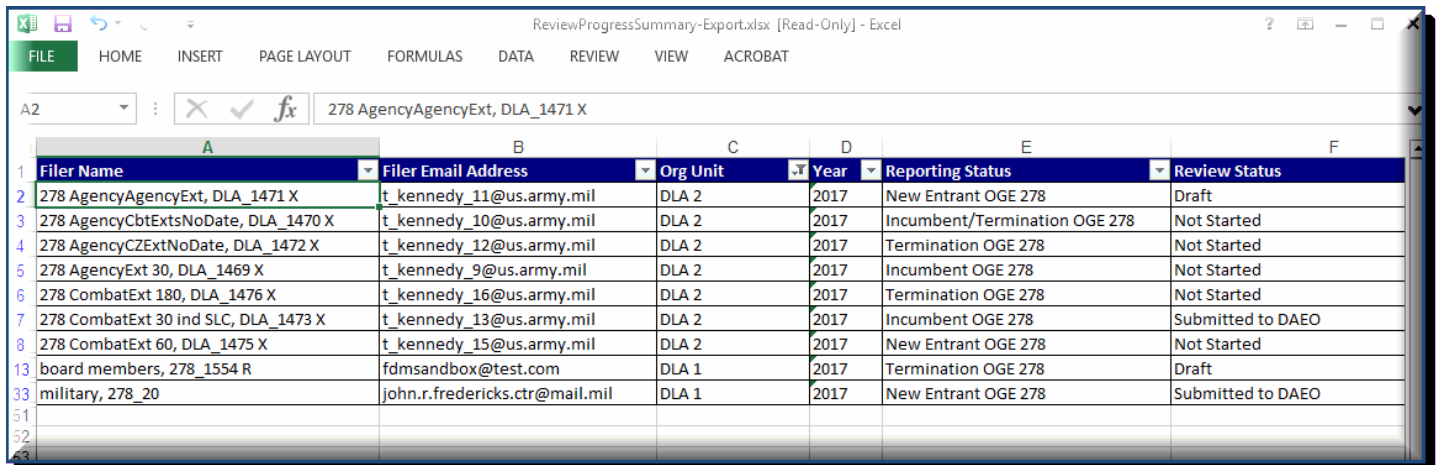 ReviewProgressSummary-Export.xlsx [Read-Only] - Excel ?
FILE HOME INSERT PAGE LAYOUT FORMULAS DATA REVIEW VIEW ACROBAT
A2 fx 278 AgencyAgencyExt, DLA_1471 X
A B C D E F
1 Filer Name Filer Email Address Org Unit Year Reporting Status Review Status
2 278 AgencyAgencyExt, DLA_1471 X t_kennedy_11@us.army.mil DLA 2 2017 New Entrant OGE 278 Draft
3 278 AgencyCbtExtsNoDate, DLA_1470 X t_kennedy_10@us.army.mil DLA 2 2017 Incumbent/Termination OGE 278 Not Started
4 278 AgencyCZExtNoDate, DLA_1472 X t_kennedy_12@us.army.mil DLA 2 2017 Termination OGE 278 Not Started
5 278 AgencyExt 30, DLA_1469 X t_kennedy_9@us.army.mil DLA 2 2017 Incumbent OGE 278 Not Started
6 278 CombatExt 180, DLA_1476 X t_kennedy_16@us.army.mil DLA 2 2017 Termination OGE 278 Not Started
7 278 CombatExt 30 ind SLC, DLA_1473 X t_kennedy_13@us.army.mil DLA 2 2017 Incumbent OGE 278 Submitted to DAEO
8 278 CombatExt 60, DLA_1475 X t_kennedy_15@us.army.mil DLA 2 2017 New Entrant OGE 278 Not Started
13 board members, 278_1554 R fdmsandbox@test.com DLA 1 2017 Termination OGE 278 Draft
33 military, 278_20 john.r.fredericks.ctr@mail.mil DLA 1 2017 New Entrant OGE 278 Submitted to DAEO
51
52
53